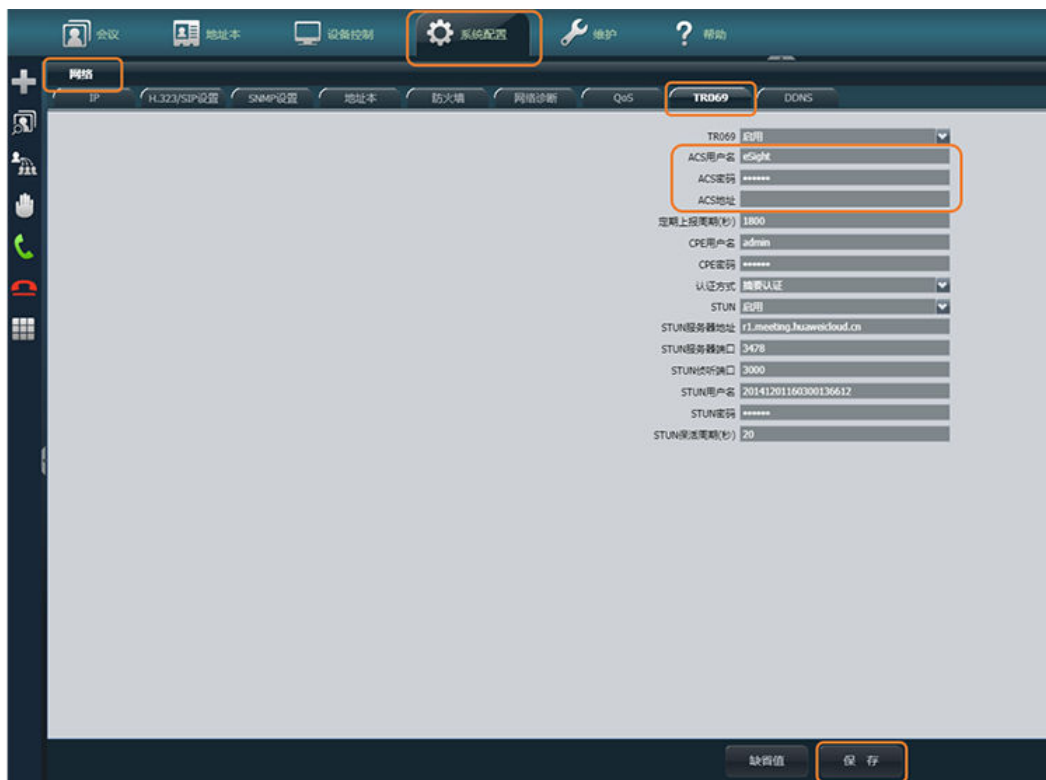 会议 地址本 设备控制 系统配置 维护 ? 帮助
网络
IP H.323/SIP设置 SNMP设置 地址本 防火墙 网络诊断 QoS TR069 DDNS
TR069 启用
ACS用户名 eSight
ACS密码 ••••••
ACS地址
定期上报周期(秒) 1800
CPE用户名 admin
CPE密码 ••••••
认证方式 摘要认证
STUN 启用
STUN服务器地址 r1.meeting.huaweicloud.cn
STUN服务器端口 3478
STUN侦听端口 3000
STUN用户名 20141201160300136612
STUN密码 ••••••
STUN保活周期(秒) 20
缺省值 保 存